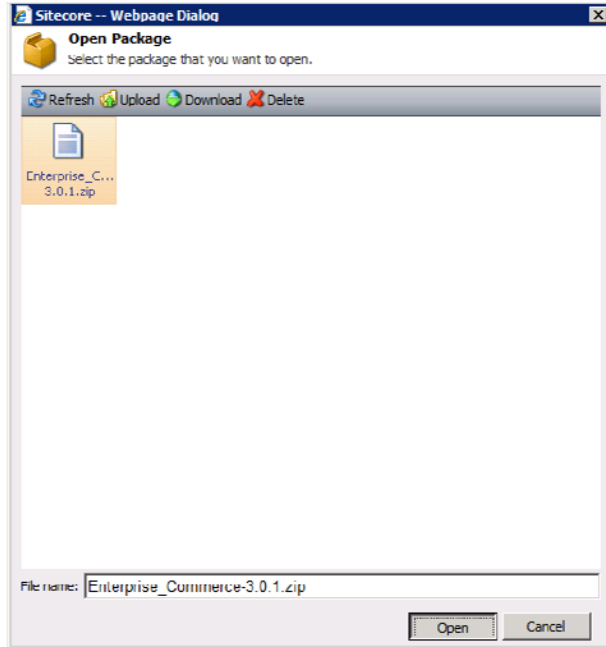 Sitecore -- Webpage Dialog
Open Package
Select the package that you want to open.
Refresh Upload Download Delete
Enterprise_C...
3.0.1.zip
File name: Enterprise_Commerce-3.0.1.zip
Open Cancel